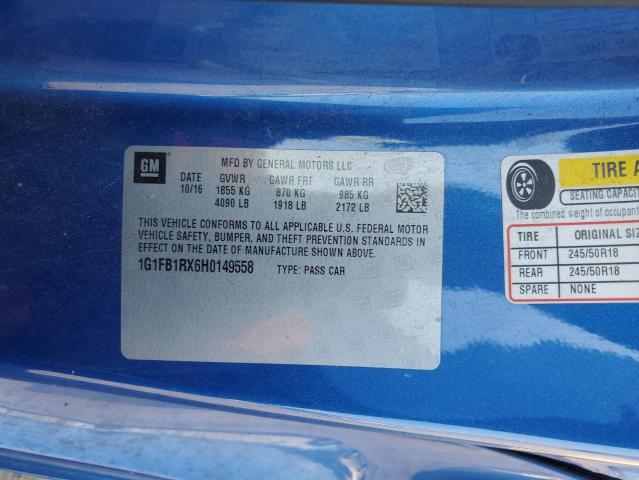 GM
MFD BY GENERAL MOTORS LLC
DATE GVWR GAWR FRT GAWR RR
10/16 1855 KG 870 KG 985 KG
4090 LB 1918 LB 2172 LB
THIS VEHICLE CONFORMS TO ALL APPLICABLE U.S. FEDERAL MOTOR
VEHICLE SAFETY, BUMPER, AND THEFT PREVENTION STANDARDS IN
EFFECT ON THE DATE OF MANUFACTURE SHOWN ABOVE.
1G1FB1RX6H0149558 TYPE: PASS CAR
TIRE A
SEATING CAPACI
The combined weight of occupant
TIRE ORIGINAL SIZ
FRONT 245/50R18
REAR 245/50R18
SPARE NONE